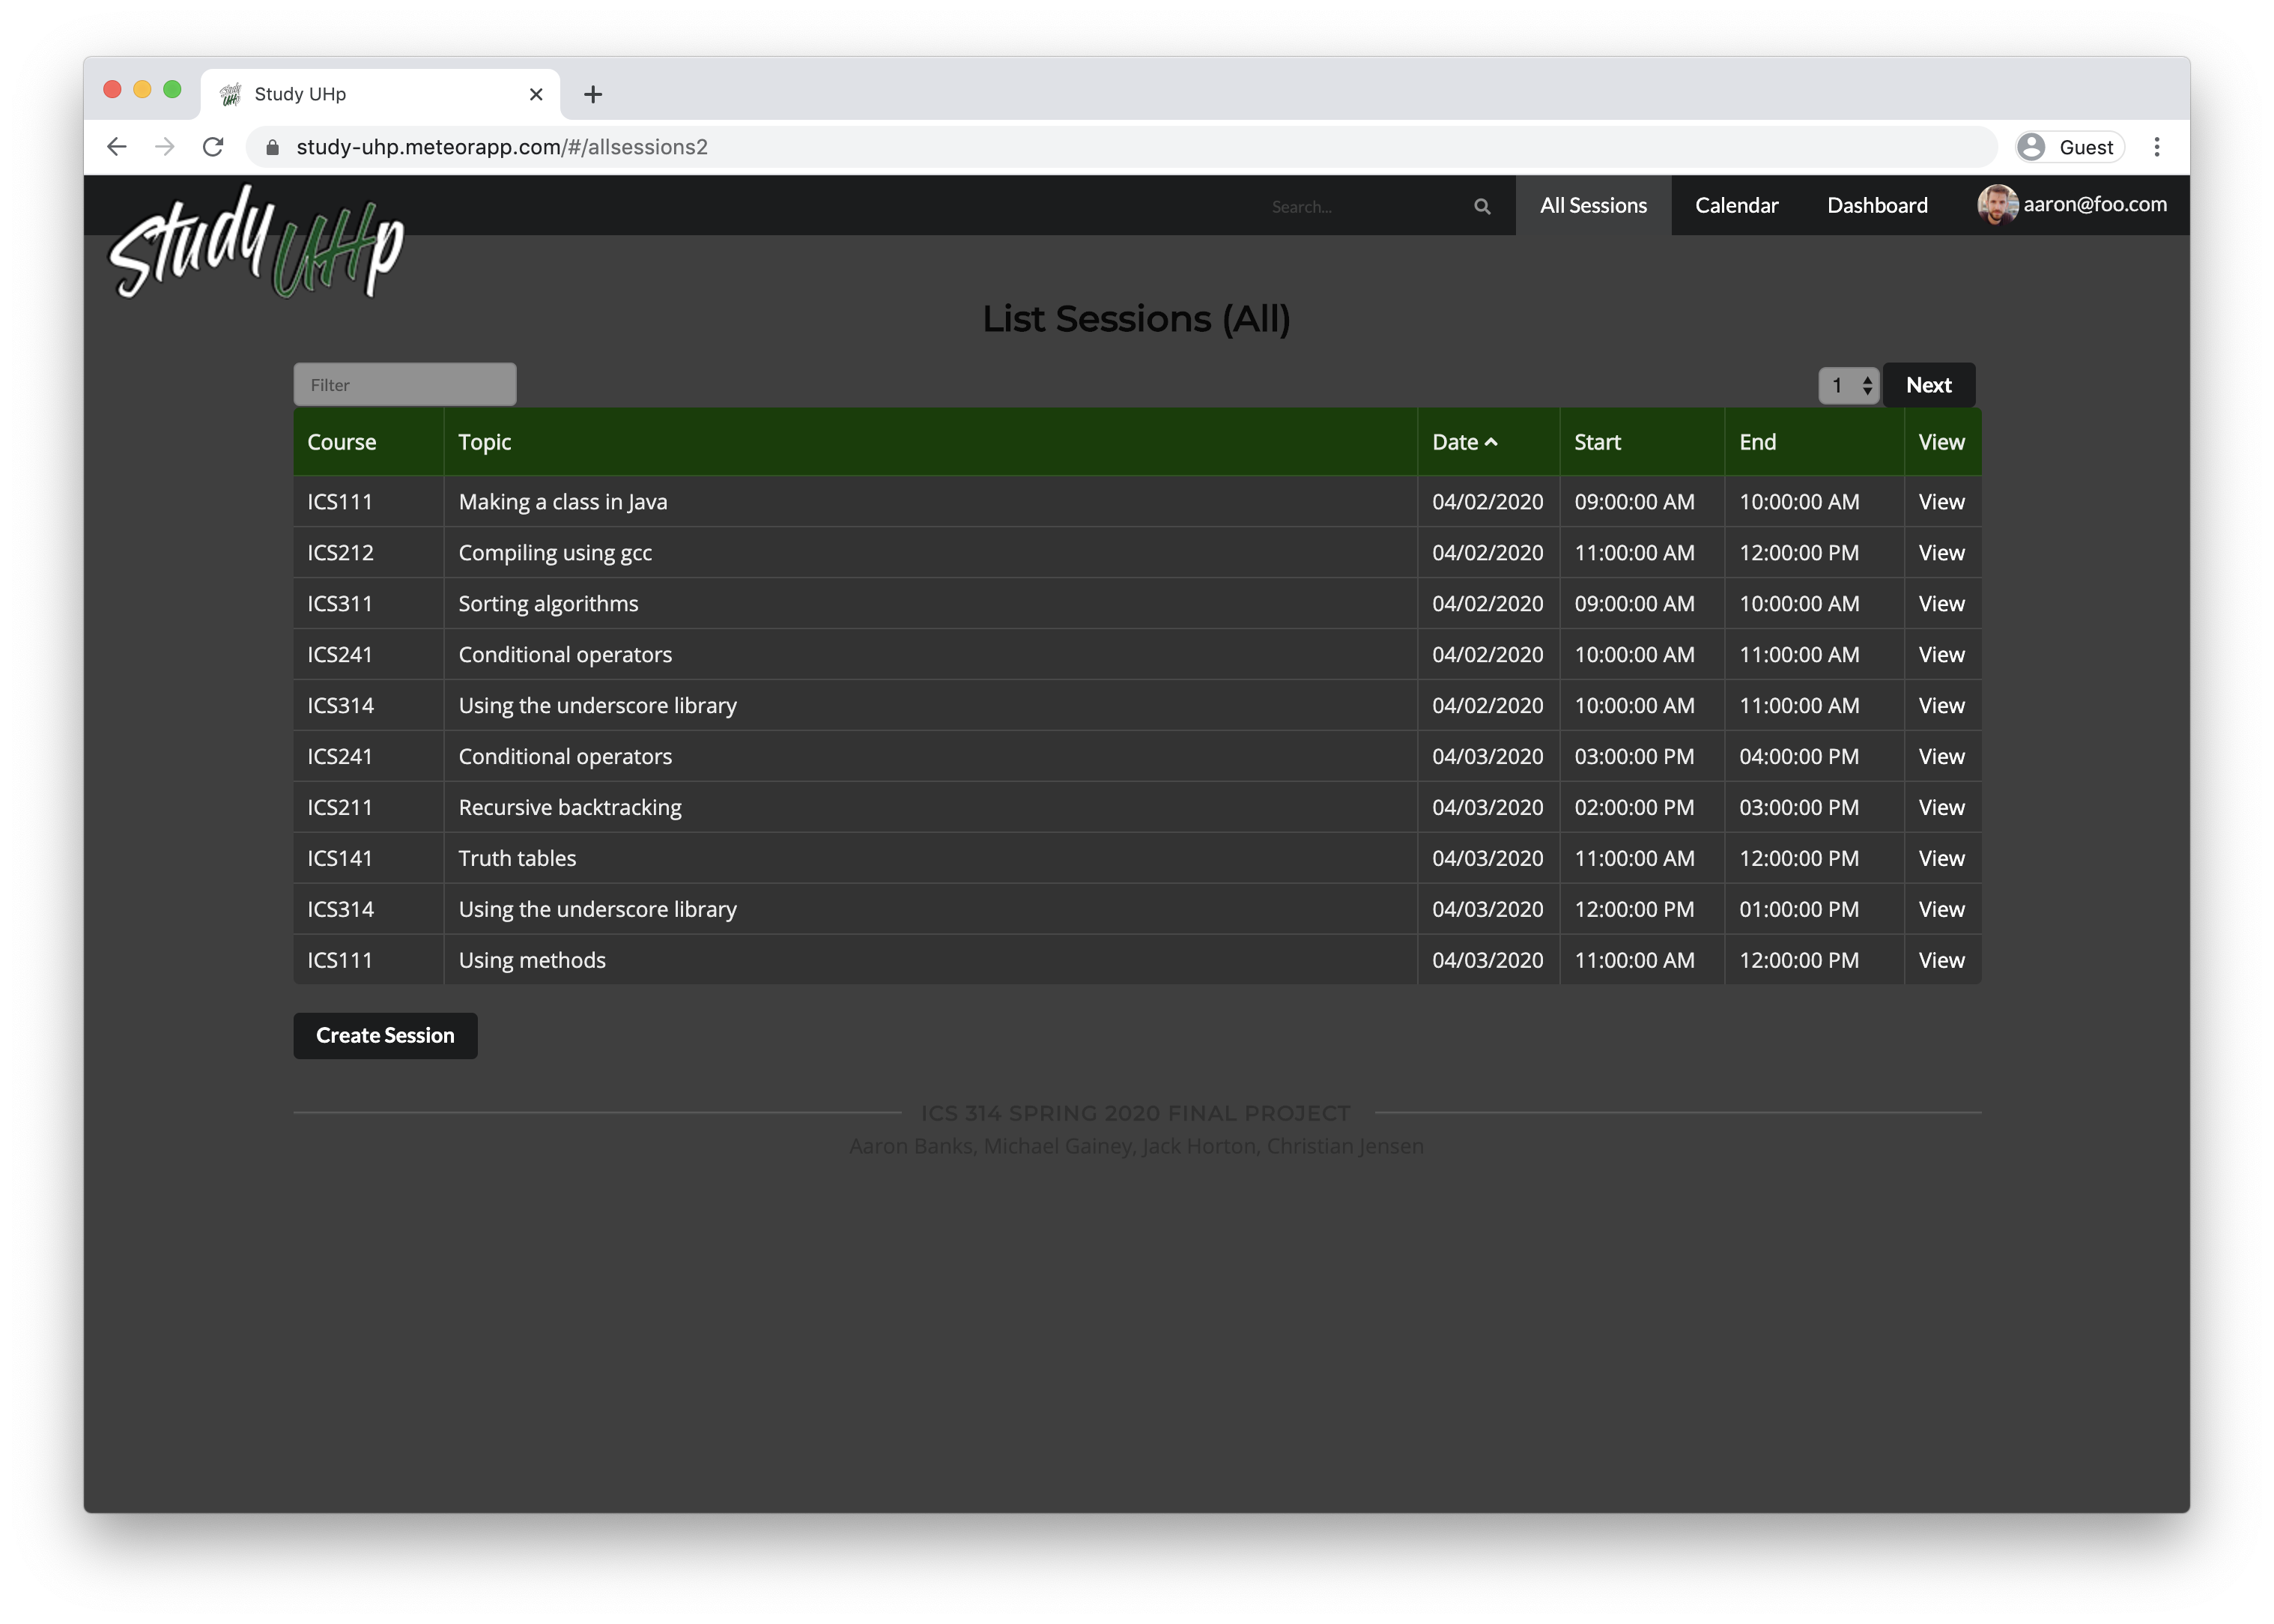 Study UHp
study-uhp.meteorapp.com/#/allsessions2
Guest
Study UHp
Search...
All Sessions
Calendar
Dashboard
aaron@foo.com
List Sessions (All)
Filter
1
Next
Course Topic Date Start End View
ICS111 Making a class in Java 04/02/2020 09:00:00 AM 10:00:00 AM View
ICS212 Compiling using gcc 04/02/2020 11:00:00 AM 12:00:00 PM View
ICS311 Sorting algorithms 04/02/2020 09:00:00 AM 10:00:00 AM View
ICS241 Conditional operators 04/02/2020 10:00:00 AM 11:00:00 AM View
ICS314 Using the underscore library 04/02/2020 10:00:00 AM 11:00:00 AM View
ICS241 Conditional operators 04/03/2020 03:00:00 PM 04:00:00 PM View
ICS211 Recursive backtracking 04/03/2020 02:00:00 PM 03:00:00 PM View
ICS141 Truth tables 04/03/2020 11:00:00 AM 12:00:00 PM View
ICS314 Using the underscore library 04/03/2020 12:00:00 PM 01:00:00 PM View
ICS111 Using methods 04/03/2020 11:00:00 AM 12:00:00 PM View
Create Session
ICS 314 SPRING 2020 FINAL PROJECT
Aaron Banks, Michael Gainey, Jack Horton, Christian Jensen